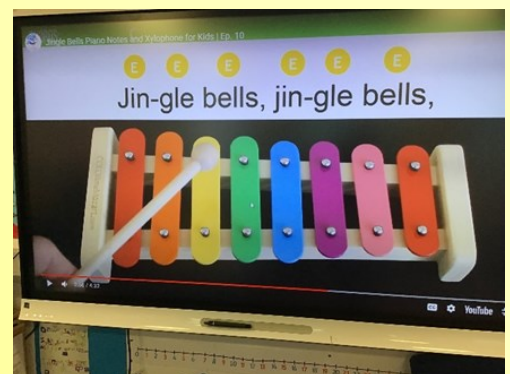 Jingle Bells Piano Notes and Xylophone for Kids | Ep. 10
E E E E E E
Jin-gle bells, jin-gle bells,
YouTube